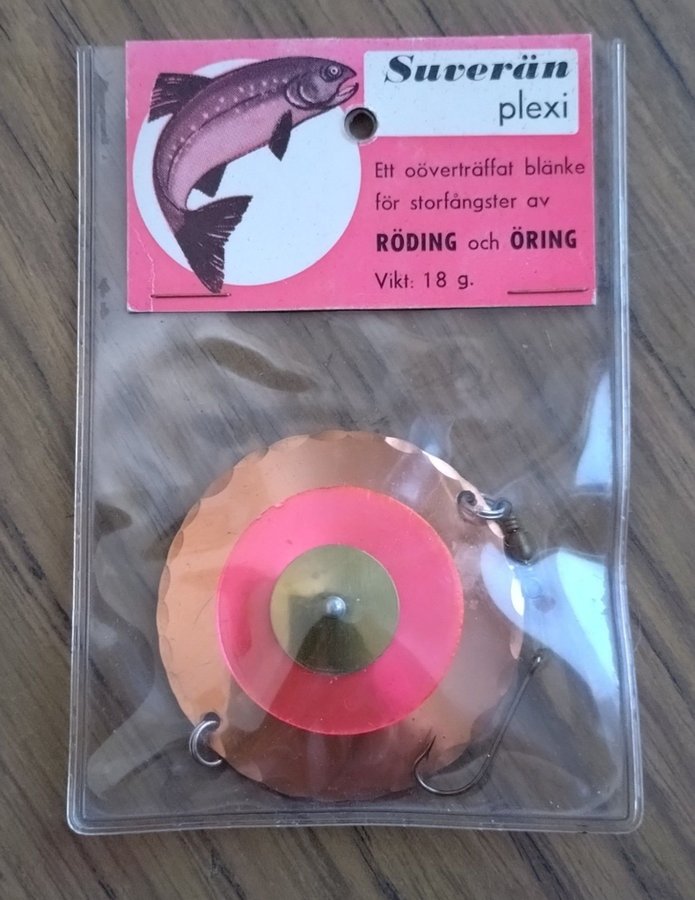 Suverän
plexi
Ett oöverträffat blänke
för storfångster av
RÖDING och ÖRING
Vikt: 18 g.